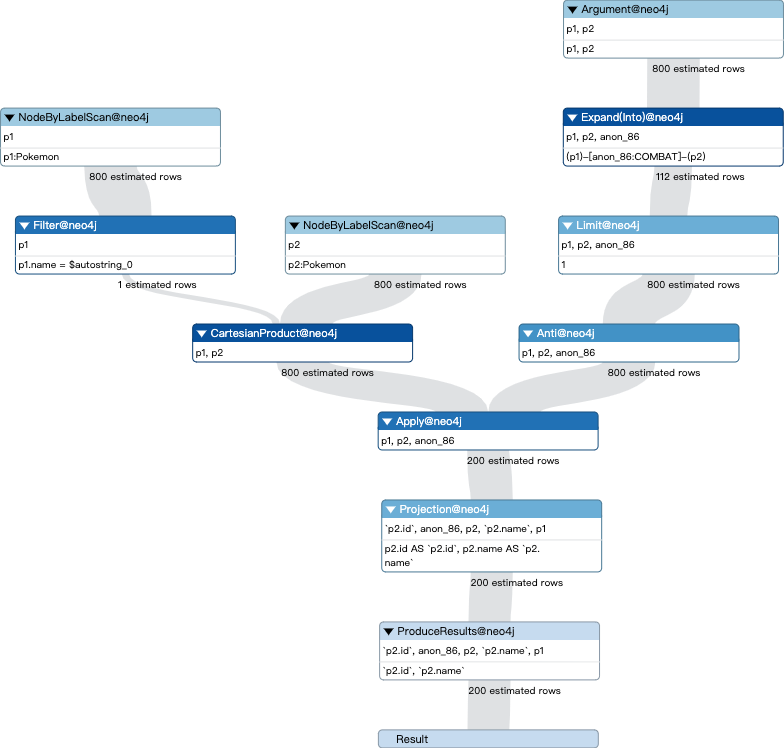 Argument@neo4j
p1, p2
p1, p2
800 estimated rows
NodeByLabelScan@neo4j
p1
p1:Pokemon
800 estimated rows
Expand(Into)@neo4j
p1, p2, anon_86
(p1)-[anon_86:COMBAT]-(p2)
112 estimated rows
Filter@neo4j
p1
p1.name = $autostring_0
1 estimated rows
NodeByLabelScan@neo4j
p2
p2:Pokemon
800 estimated rows
Limit@neo4j
p1, p2, anon_86
1
800 estimated rows
CartesianProduct@neo4j
p1, p2
800 estimated rows
Anti@neo4j
p1, p2, anon_86
800 estimated rows
Apply@neo4j
p1, p2, anon_86
200 estimated rows
Projection@neo4j
`p2.id`, anon_86, p2, `p2.name`, p1
p2.id AS `p2.id`, p2.name AS `p2.
name`
200 estimated rows
ProduceResults@neo4j
`p2.id`, anon_86, p2, `p2.name`, p1
`p2.id`, `p2.name`
200 estimated rows
Result